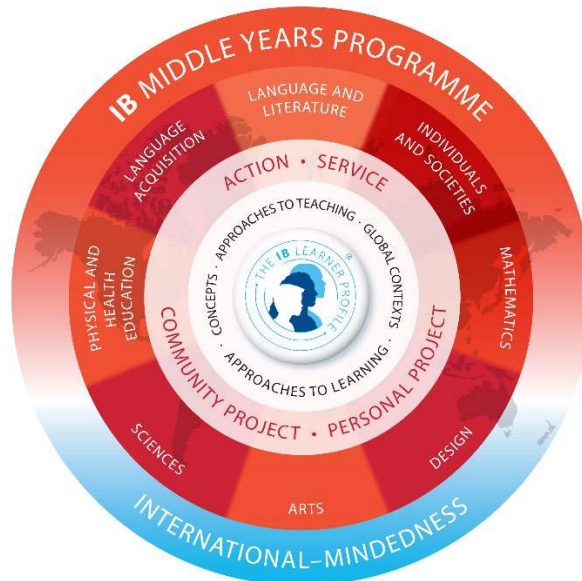 IB MIDDLE YEARS PROGRAMME
LANGUAGE AND
LITERATURE
INDIVIDUALS
AND SOCIETIES
MATHEMATICS
DESIGN
ARTS
SCIENCES
PHYSICAL AND
HEALTH
EDUCATION
LANGUAGE
ACQUISITION
ACTION • SERVICE
COMMUNITY PROJECT • PERSONAL PROJECT
APPROACHES TO TEACHING · GLOBAL CONTEXTS ·
APPROACHES TO LEARNING · CONCEPTS ·
• THE IB LEARNER PROFILE •
®
INTERNATIONAL–MINDEDNESS